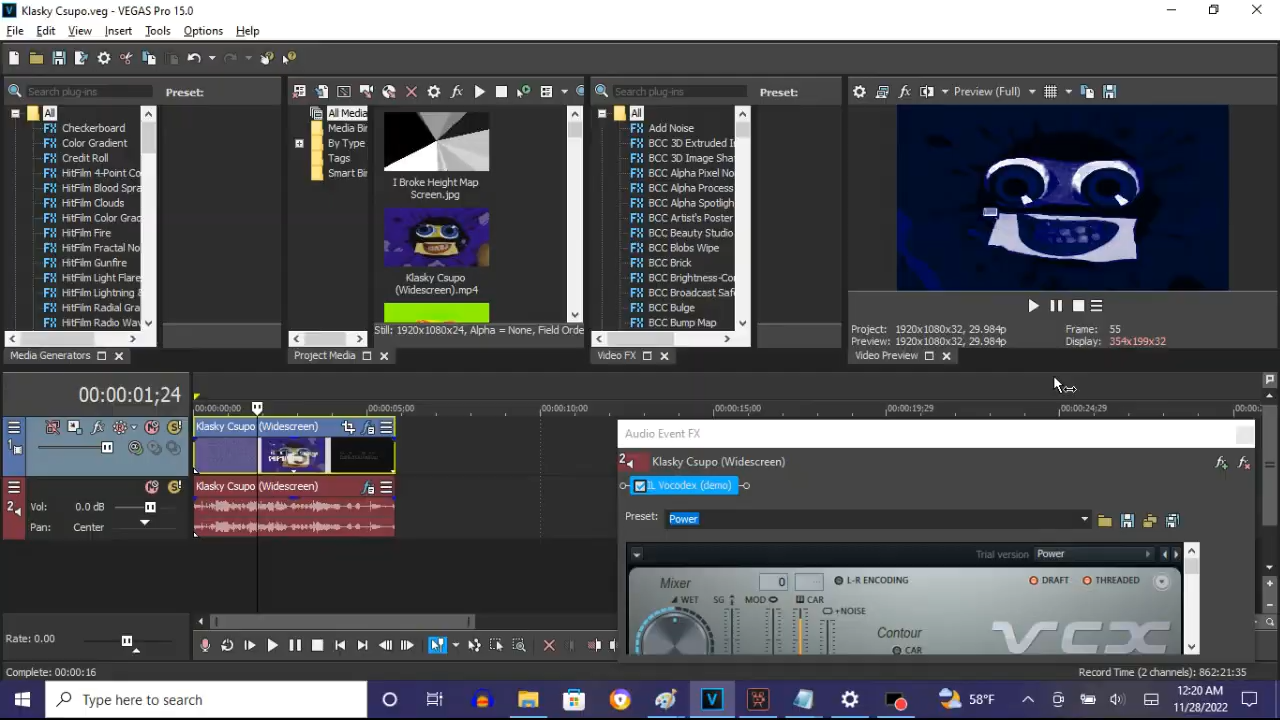 Klasky Csupo.veg - VEGAS Pro 15.0
File Edit View Insert Tools Options Help
Search plug-ins
Preset:
All
Checkerboard
Color Gradient
Credit Roll
HitFilm 4-Point Co
HitFilm Blood Spra
HitFilm Clouds
HitFilm Color Grad
HitFilm Fire
HitFilm Fractal No
HitFilm Gunfire
HitFilm Light Flare
HitFilm Lightning &
HitFilm Radial Gra
HitFilm Radio Wav
Media Generators
All Media
Media Bin
By Type
Tags
Smart Bin
I Broke Height Map
Screen.jpg
Klasky Csupo
(Widescreen).mp4
Still: 1920x1080x24, Alpha = None, Field Orde
Project Media
Search plug-ins
Preset:
All
Add Noise
BCC 3D Extruded I
BCC 3D Image Sha
BCC Alpha Pixel No
BCC Alpha Process
BCC Alpha Spotligh
BCC Artist's Poster
BCC Beauty Studio
BCC Blobs Wipe
BCC Brick
BCC Brightness-Co
BCC Broadcast Safe
BCC Bulge
BCC Bump Map
Video FX
Preview (Full)
Project: 1920x1080x32, 29.984p
Frame: 55
Preview: 1920x1080x32, 29.984p
Display: 354x199x32
Video Preview
00:00:01;24
00:00:00;00 00:00:05;00 00:00:10;00 00:00:15;00 00:00:19;29 00:00:24;29 00:00:2
1
Klasky Csupo (Widescreen)
2
Vol: 0.0 dB
Pan: Center
Klasky Csupo (Widescreen)
Audio Event FX
2 Klasky Csupo (Widescreen)
IL Vocodex (demo)
Preset: Power
Trial version Power
Mixer 0 L-R ENCODING DRAFT THREADED
WET SG MOD CAR
+NOISE
Contour
CAR
VCX
Rate: 0.00
Complete: 00:00:16
Record Time (2 channels): 862:21:35
Type here to search
58°F
12:20 AM
11/28/2022